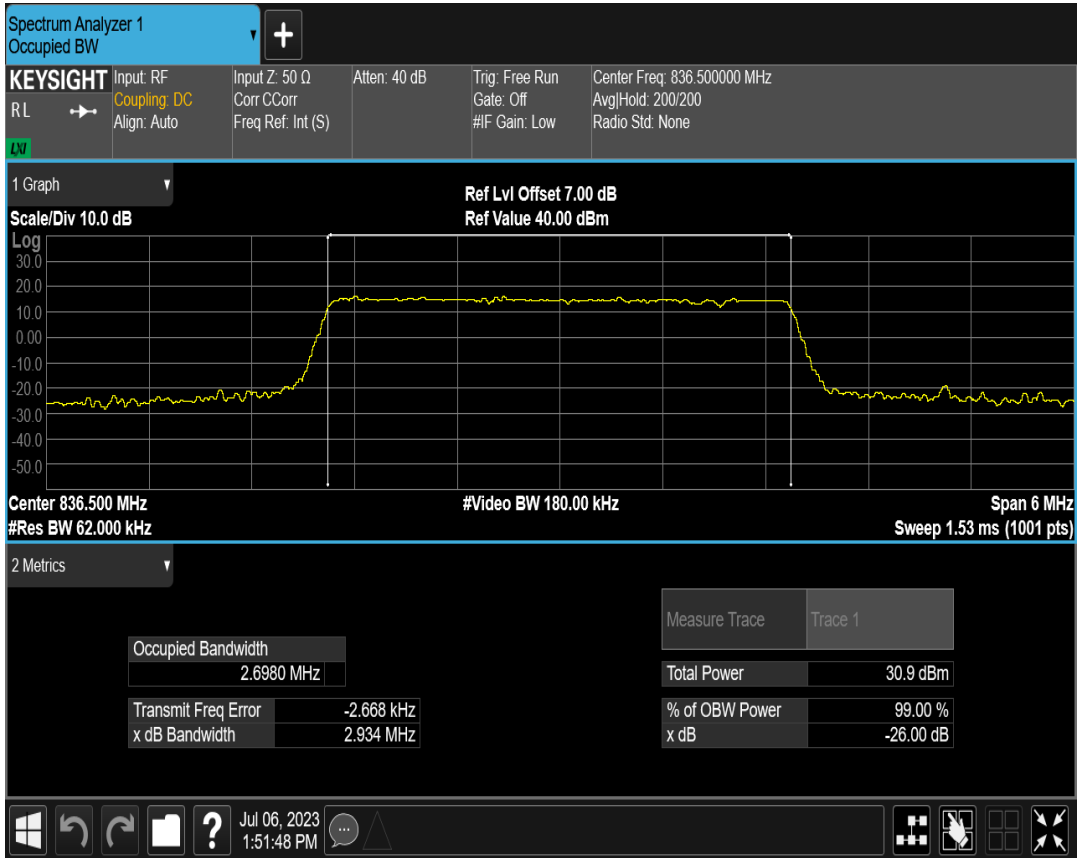 Spectrum Analyzer 1
Occupied BW
KEYSIGHT
R L
LXI
Input: RF
Coupling: DC
Align: Auto
Input Z: 50 Ω
Corr CCorr
Freq Ref: Int (S)
Atten: 40 dB
Trig: Free Run
Gate: Off
#IF Gain: Low
Center Freq: 836.500000 MHz
Avg|Hold: 200/200
Radio Std: None
1 Graph
Scale/Div 10.0 dB
Ref Lvl Offset 7.00 dB
Ref Value 40.00 dBm
Log
30.0
20.0
10.0
0.00
-10.0
-20.0
-30.0
-40.0
-50.0
Center 836.500 MHz
#Video BW 180.00 kHz
Span 6 MHz
#Res BW 62.000 kHz
Sweep 1.53 ms (1001 pts)
2 Metrics
Measure Trace Trace 1
Occupied Bandwidth
2.6980 MHz
Total Power 30.9 dBm
Transmit Freq Error -2.668 kHz
% of OBW Power 99.00 %
x dB Bandwidth 2.934 MHz
x dB -26.00 dB
Jul 06, 2023
1:51:48 PM